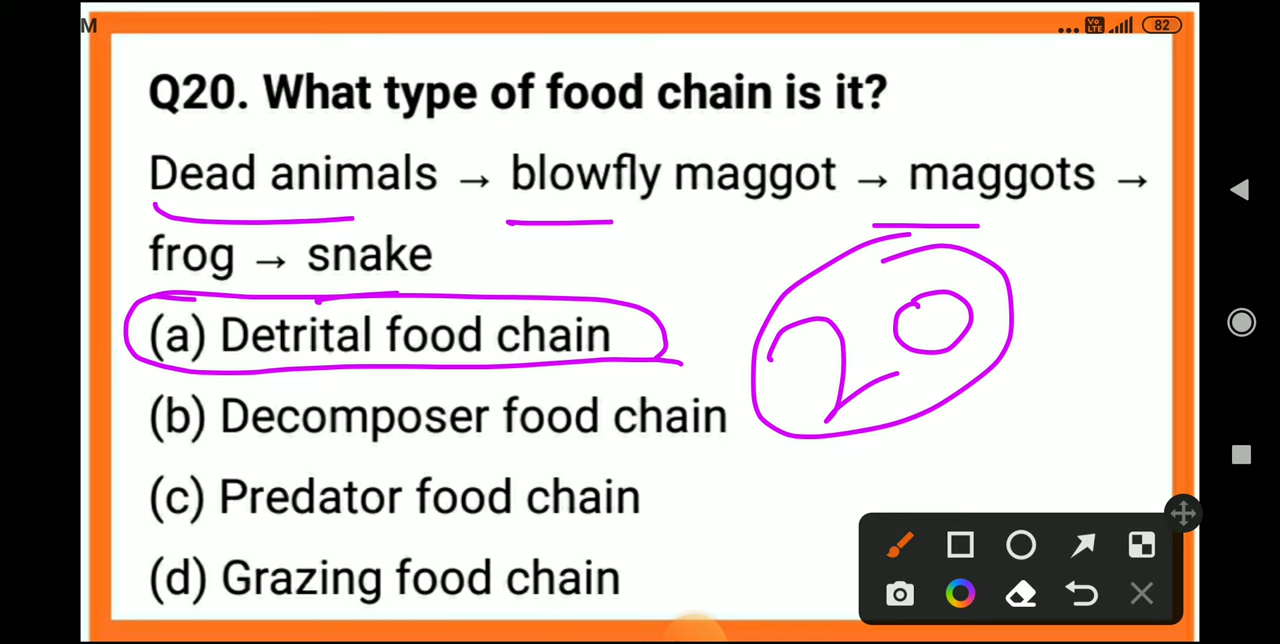 M
82
Q20. What type of food chain is it?
Dead animals → blowfly maggot → maggots →
frog → snake
(a) Detrital food chain
20
(b) Decomposer food chain
(c) Predator food chain
(d) Grazing food chain